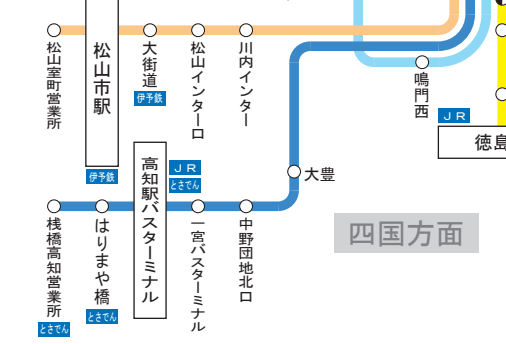 松山室町営業所
松山市駅
伊予鉄
大街道
伊予鉄
松山インター口
川内インター
鳴門西
JR
徳島
大豊
四国方面
桟橋高知営業所
とさでん
はりまや橋
とさでん
高知駅バスターミナル
JR
とさでん
一宮バスターミナル
中野団地北口